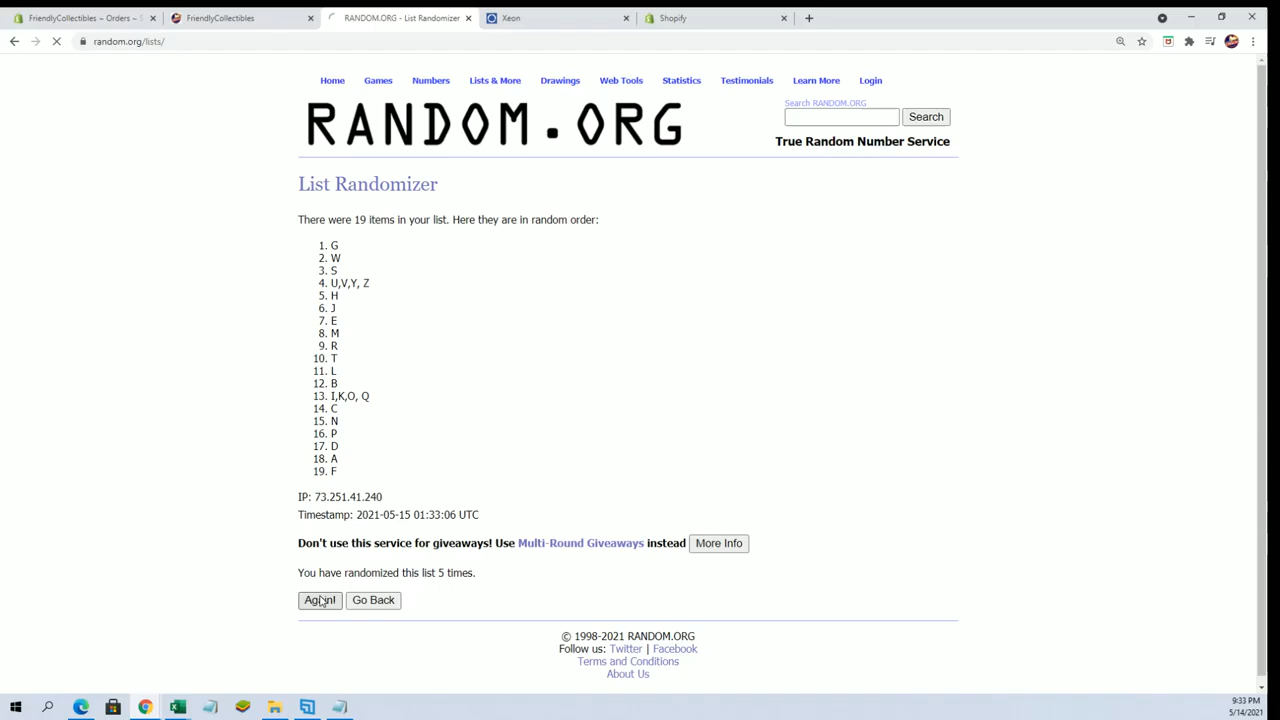 FriendlyCollectibles ~ Orders ~ S
FriendlyCollectibles
RANDOM.ORG - List Randomizer
Xeon
Shopify
random.org/lists/
Home Games Numbers Lists & More Drawings Web Tools Statistics Testimonials Learn More Login
RANDOM.ORG
Search RANDOM.ORG
Search
True Random Number Service
List Randomizer
There were 19 items in your list. Here they are in random order:
1. G
2. W
3. S
4. U,V,Y, Z
5. H
6. J
7. E
8. M
9. R
10. T
11. L
12. B
13. I,K,O, Q
14. C
15. N
16. P
17. D
18. A
19. F
IP: 73.251.41.240
Timestamp: 2021-05-15 01:33:06 UTC
Don't use this service for giveaways! Use Multi-Round Giveaways instead More Info
You have randomized this list 5 times.
Again! Go Back
© 1998-2021 RANDOM.ORG
Follow us: Twitter | Facebook
Terms and Conditions
About Us
9:33 PM
5/14/2021